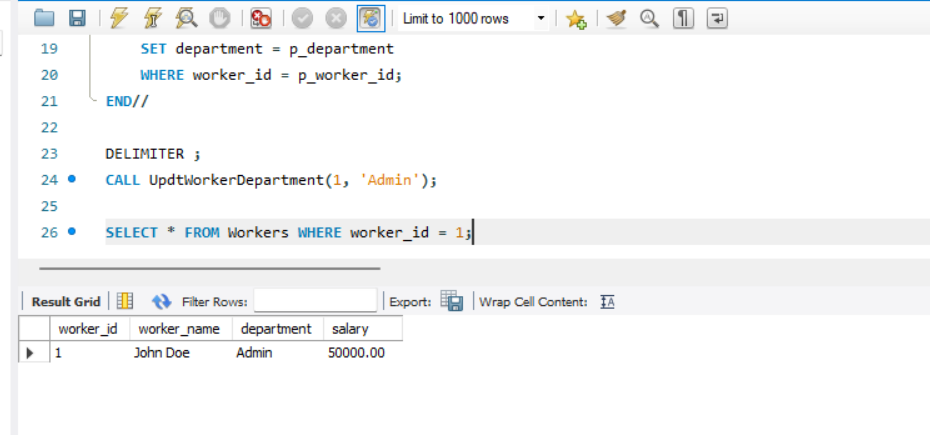 Limit to 1000 rows
19 SET department = p_department
20 WHERE worker_id = p_worker_id;
21 END//
22
23 DELIMITER ;
24 CALL UpdtWorkerDepartment(1, 'Admin');
25
26 SELECT * FROM Workers WHERE worker_id = 1;
Result Grid Filter Rows: Export: Wrap Cell Content:
worker_id worker_name department salary
1 John Doe Admin 50000.00